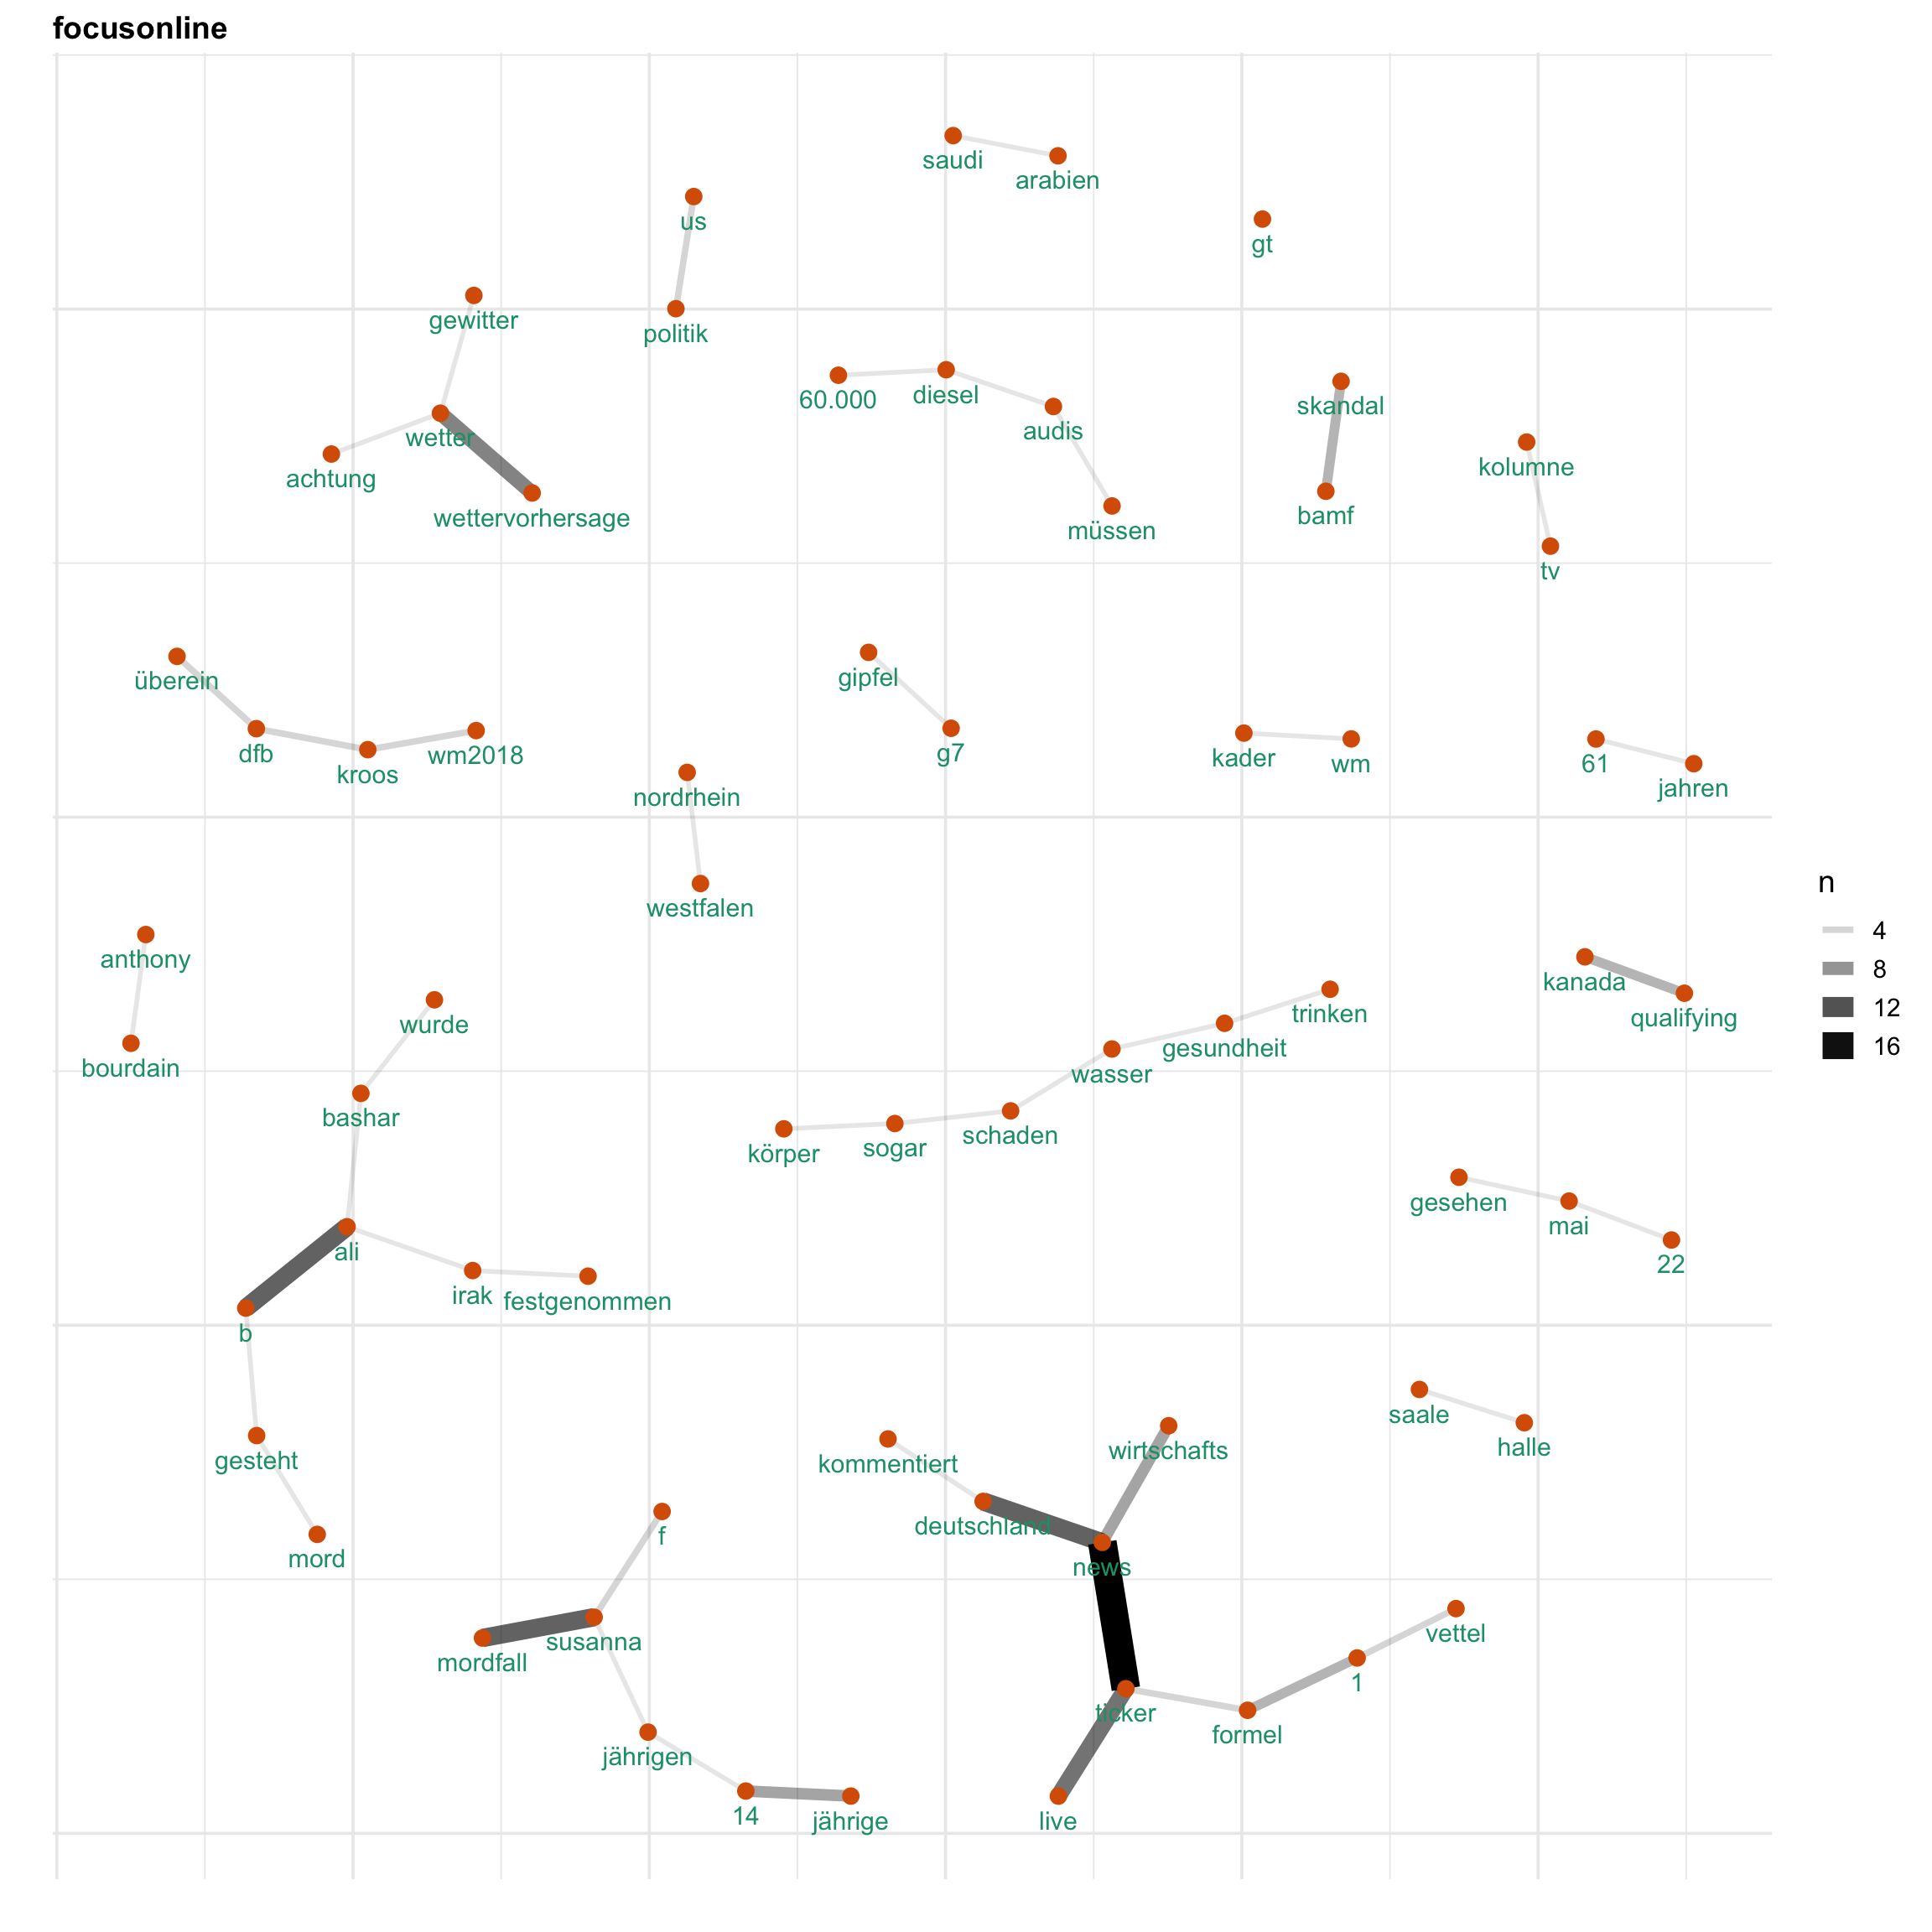 focusonline
saudi
arabien
us
gt
gewitter
politik
60.000
diesel
skandal
audis
wetter
kolumne
achtung
wettervorhersage
bamf
müssen
tv
überein
gipfel
dfb
kroos
wm2018
g7
kader
wm
61
jahren
nordrhein
westfalen
n
4
8
12
16
anthony
kanada
qualifying
wurde
trinken
gesundheit
bourdain
wasser
bashar
schaden
sogar
körper
gesehen
mai
22
ali
irak
festgenommen
b
saale
halle
gesteht
kommentiert
wirtschafts
deutschland
f
mord
news
vettel
susanna
mordfall
1
ticker
formel
jährigen
14
jährige
live